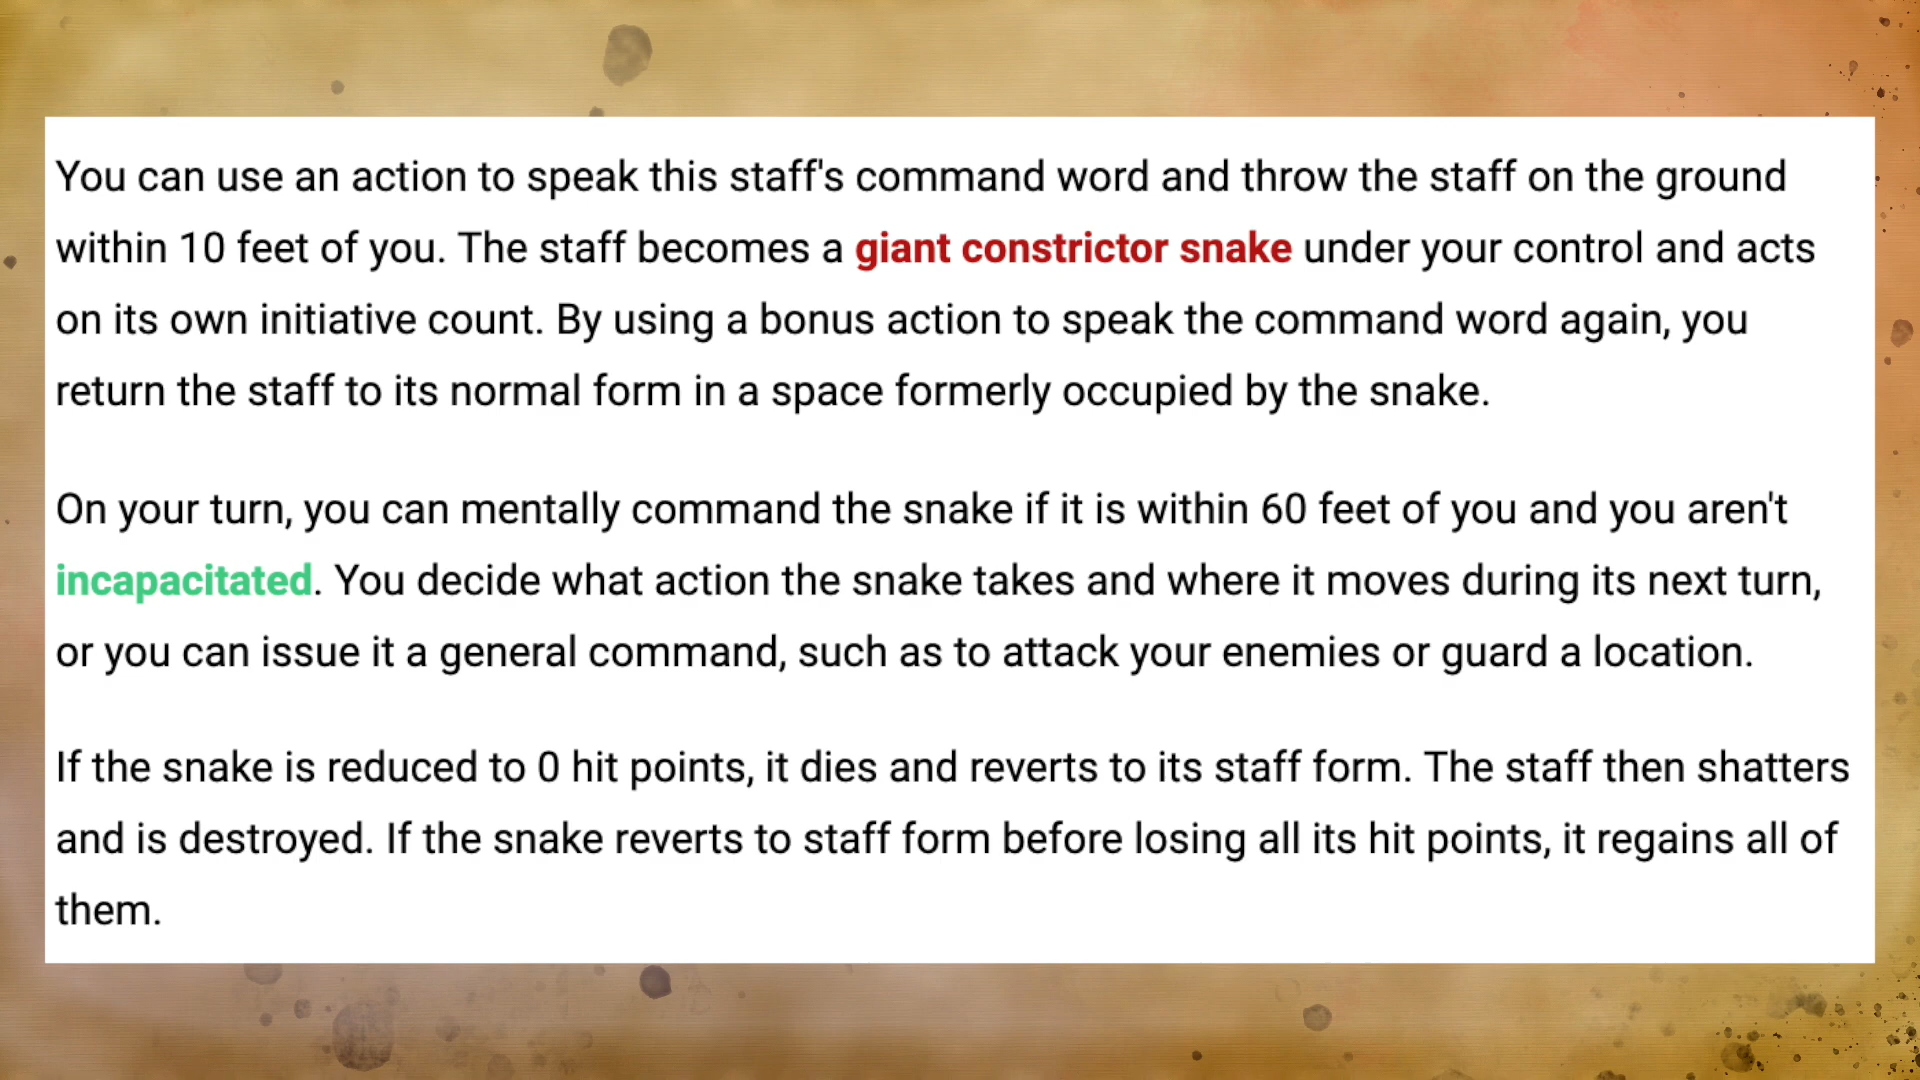 You can use an action to speak this staff's command word and throw the staff on the ground
within 10 feet of you. The staff becomes a giant constrictor snake under your control and acts
on its own initiative count. By using a bonus action to speak the command word again, you
return the staff to its normal form in a space formerly occupied by the snake.
On your turn, you can mentally command the snake if it is within 60 feet of you and you aren't
incapacitated. You decide what action the snake takes and where it moves during its next turn,
or you can issue it a general command, such as to attack your enemies or guard a location.
If the snake is reduced to 0 hit points, it dies and reverts to its staff form. The staff then shatters
and is destroyed. If the snake reverts to staff form before losing all its hit points, it regains all of
them.